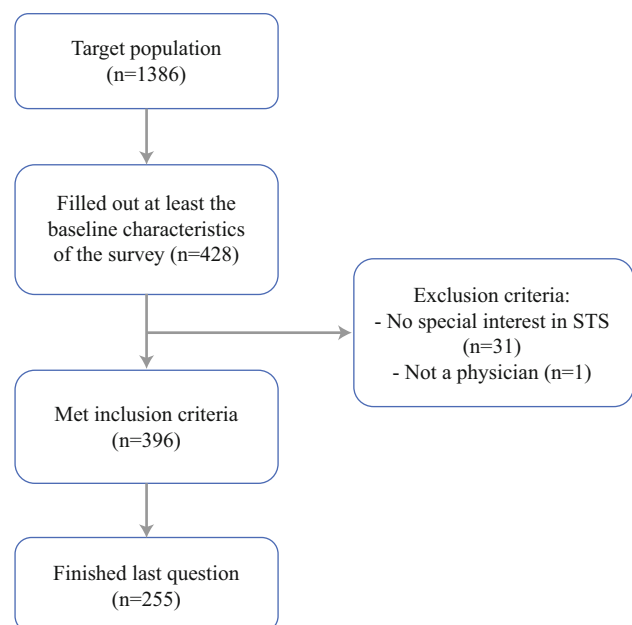 Target population
(n=1386)
Filled out at least the
baseline characteristics
of the survey (n=428)
Exclusion criteria:
- No special interest in STS
(n=31)
- Not a physician (n=1)
Met inclusion criteria
(n=396)
Finished last question
(n=255)